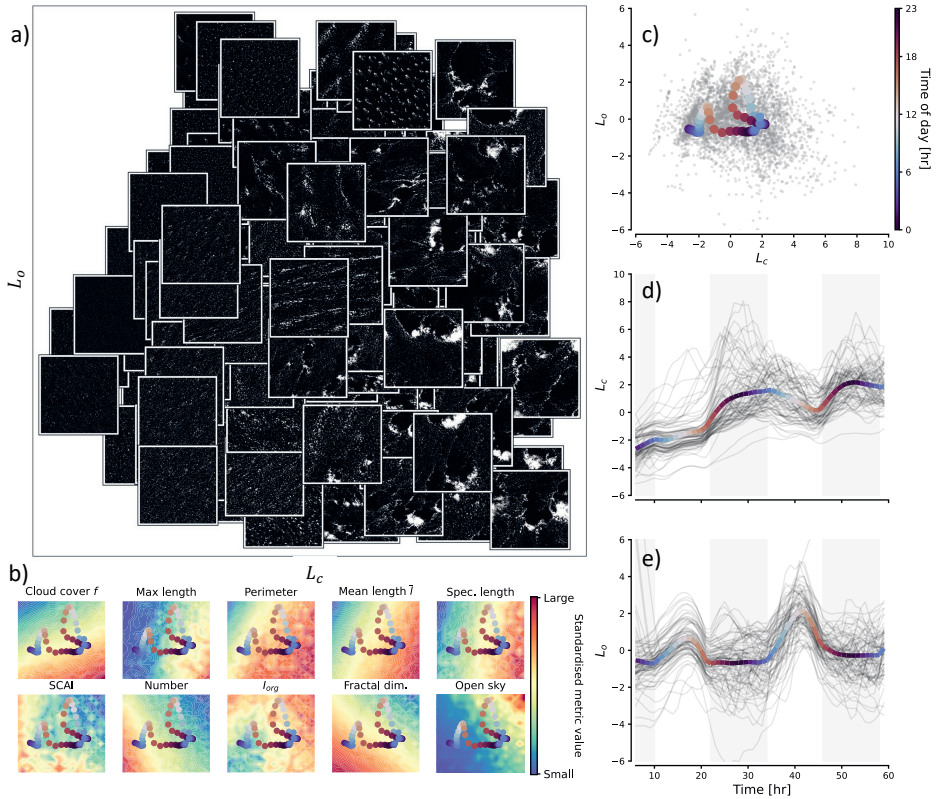 a)
L_o
L_c
b)
Cloud cover f
Max length
Perimeter
Mean length l̄
Spec. length
SCAI
Number
I_org
Fractal dim.
Open sky
Large
Small
Standardised metric value
c)
6
4
2
0
−2
−4
−6
L_o
−6 −4 −2 0 2 4 6 8 10
L_c
23
18
12
6
0
Time of day [hr]
d)
10
8
6
4
2
0
−2
−4
−6
L_c
e)
6
4
2
0
−2
−4
−6
L_o
10 20 30 40 50 60
Time [hr]